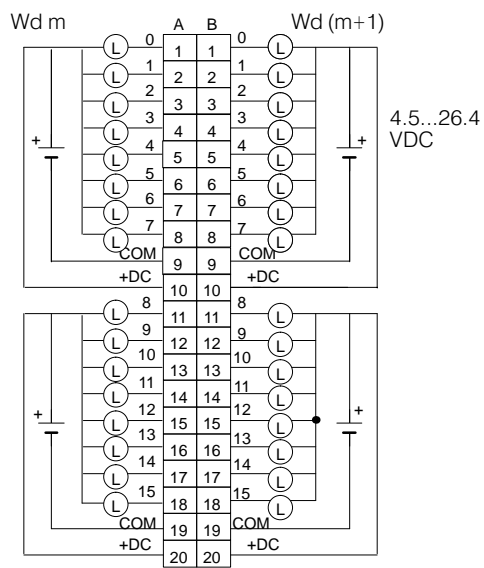 Wd m A B Wd (m+1)
L 0 1 1 0 L
L 1 2 2 1 L
L 2 3 3 2 L
L 3 4 4 3 L
4.5...26.4
VDC
+ +
L 4 5 5 4 L
L 5 6 6 5 L
L 6 7 7 6 L
L 7 8 8 7 L
COM 9 9 COM
+DC 10 10 +DC
L 8 11 11 8 L
L 9 12 12 9 L
L 10 13 13 10 L
L 11 14 14 11 L
+ +
L 12 15 15 12 L
L 13 16 16 13 L
L 14 17 17 14 L
L 15 18 18 15 L
COM 19 19 COM
+DC 20 20 +DC